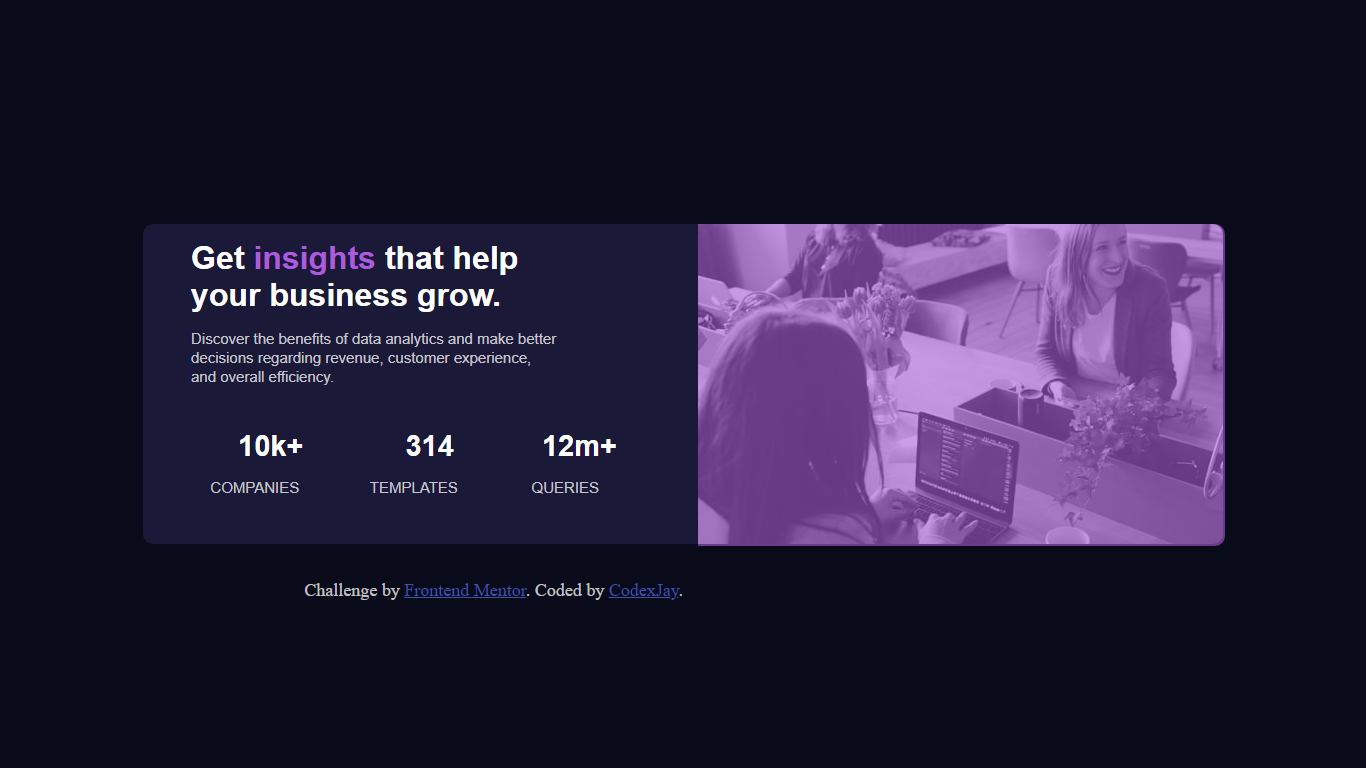 Get insights that help
your business grow.
Discover the benefits of data analytics and make better
decisions regarding revenue, customer experience,
and overall efficiency.
10k+ 314 12m+
COMPANIES TEMPLATES QUERIES
Challenge by Frontend Mentor. Coded by CodexJay.